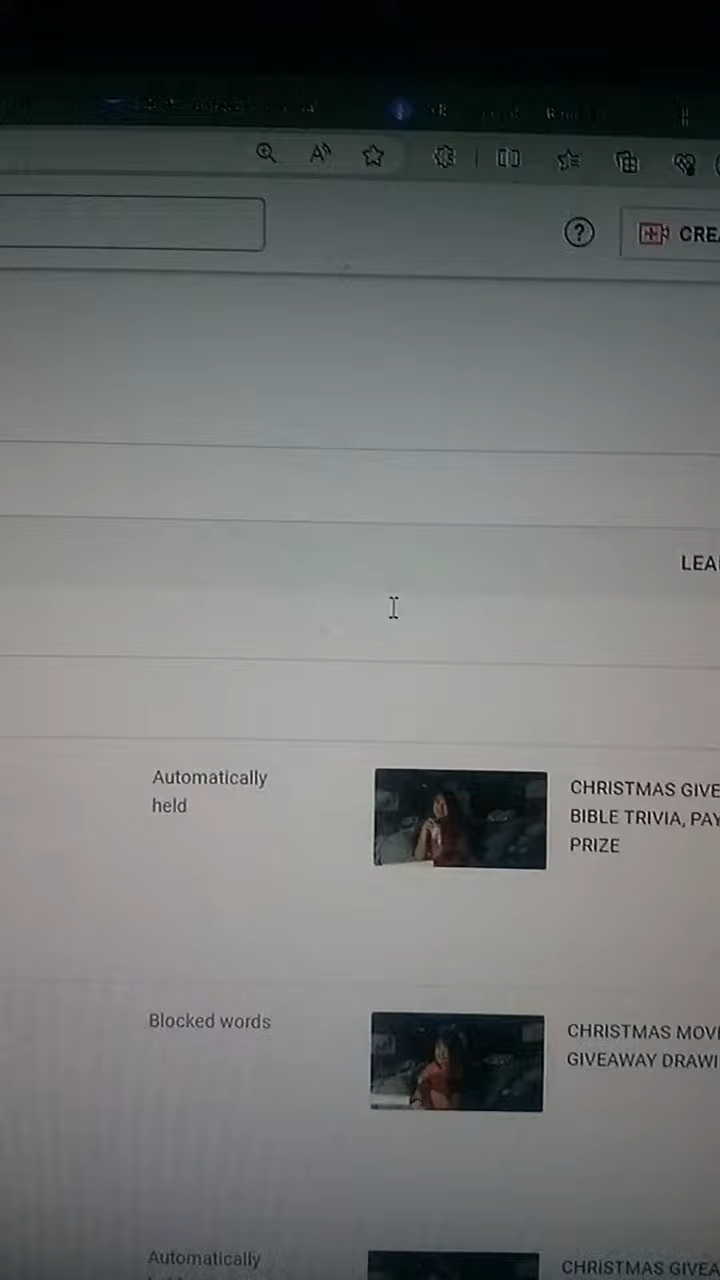 CREA
LEA
Automatically
held
CHRISTMAS GIVE
BIBLE TRIVIA, PAY
PRIZE
Blocked words
CHRISTMAS MOV
GIVEAWAY DRAWI
Automatically
CHRISTMAS GIVEA